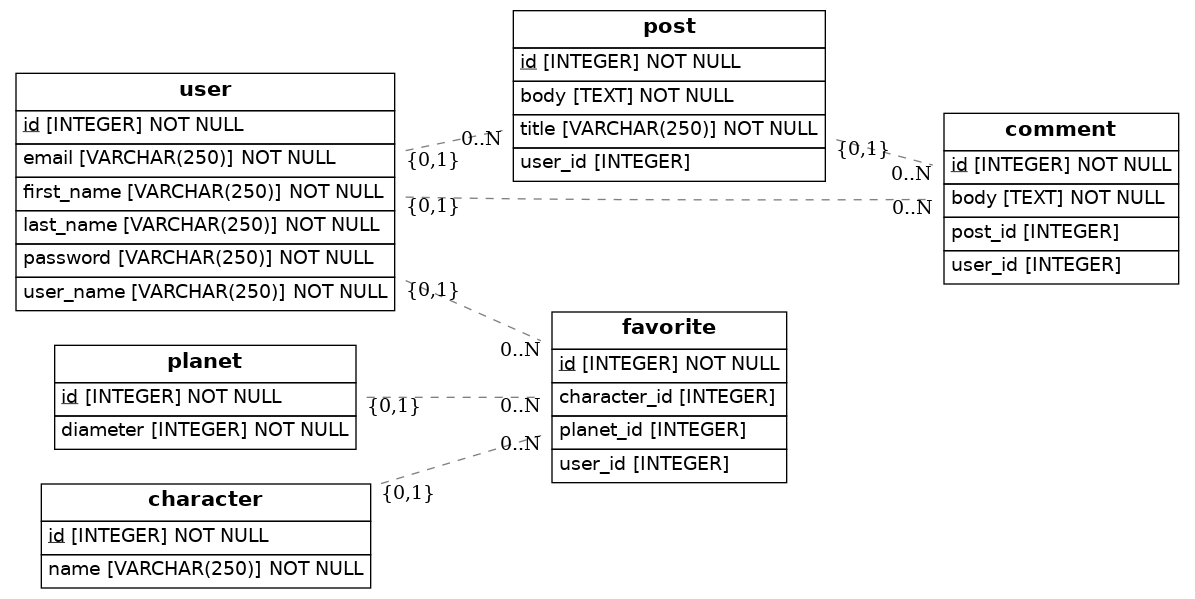 user
id [INTEGER] NOT NULL
email [VARCHAR(250)] NOT NULL
first_name [VARCHAR(250)] NOT NULL
last_name [VARCHAR(250)] NOT NULL
password [VARCHAR(250)] NOT NULL
user_name [VARCHAR(250)] NOT NULL
post
id [INTEGER] NOT NULL
body [TEXT] NOT NULL
title [VARCHAR(250)] NOT NULL
user_id [INTEGER]
comment
id [INTEGER] NOT NULL
body [TEXT] NOT NULL
post_id [INTEGER]
user_id [INTEGER]
0..N
{0,1}
{0,1}
0..N
{0,1}
0..N
{0,1}
0..N
planet
id [INTEGER] NOT NULL
diameter [INTEGER] NOT NULL
favorite
id [INTEGER] NOT NULL
character_id [INTEGER]
planet_id [INTEGER]
user_id [INTEGER]
{0,1}
0..N
0..N
{0,1}
character
id [INTEGER] NOT NULL
name [VARCHAR(250)] NOT NULL